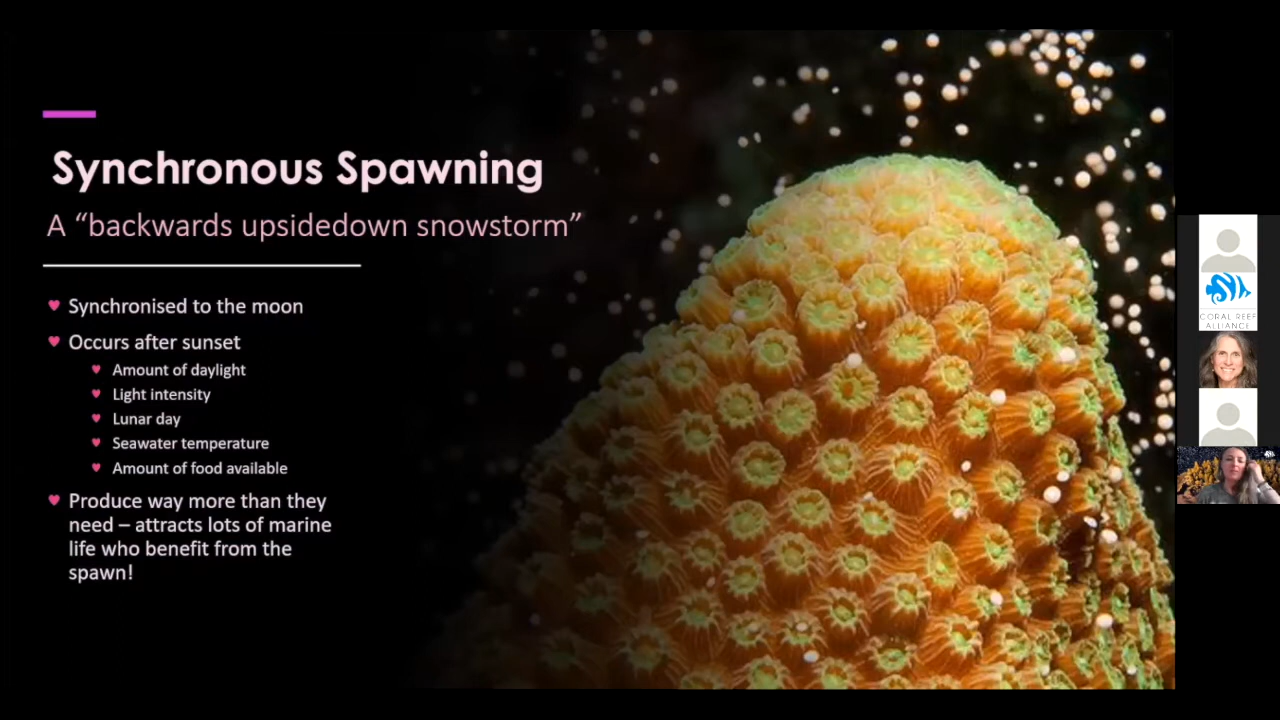 Synchronous Spawning
A “backwards upsidedown snowstorm”
Synchronised to the moon
Occurs after sunset
Amount of daylight
Light intensity
Lunar day
Seawater temperature
Amount of food available
Produce way more than they
need – attracts lots of marine
life who benefit from the
spawn!
CORAL REEF
ALLIANCE